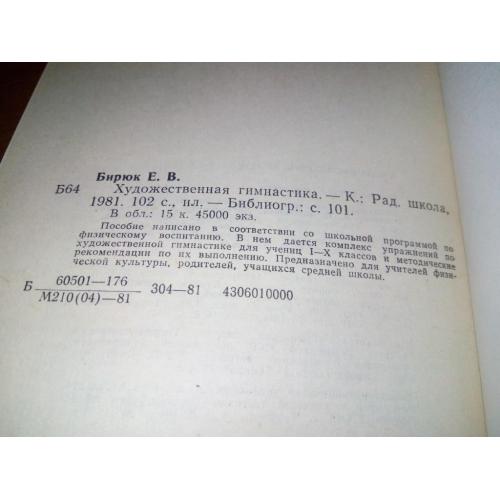 Бирюк Е. В.
Б64 Художественная гимнастика. — К.: Рад. школа,
1981. 102 с., ил. — Библиогр.: с. 101.
В обл.: 15 к. 45000 экз.
Пособие написано в соответствии со школьной программой по
физическому воспитанию. В нем дается комплекс упражнений по
художественной гимнастике для учениц I—X классов и методические
рекомендации по их выполнению. Предназначено для учителей физи-
ческой культуры, родителей, учащихся средней школы.
60501—176
Б 304—81 4306010000
М210(04)—81